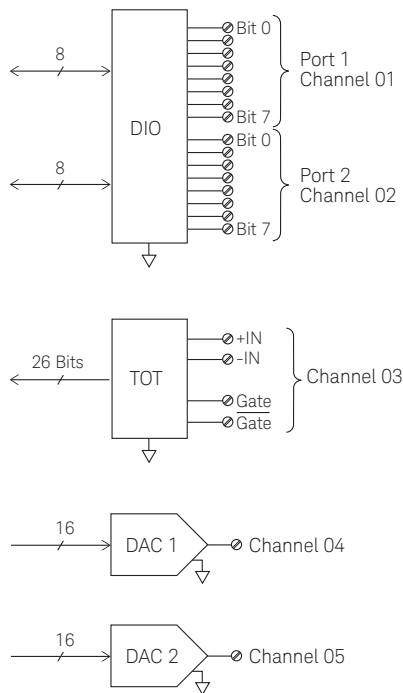 8
Bit 0
Port 1
Channel 01
DIO
Bit 7
Bit 0
8
Port 2
Channel 02
Bit 7
26 Bits
TOT
+IN
-IN
Channel 03
Gate
Gate
16
DAC 1
Channel 04
16
DAC 2
Channel 05